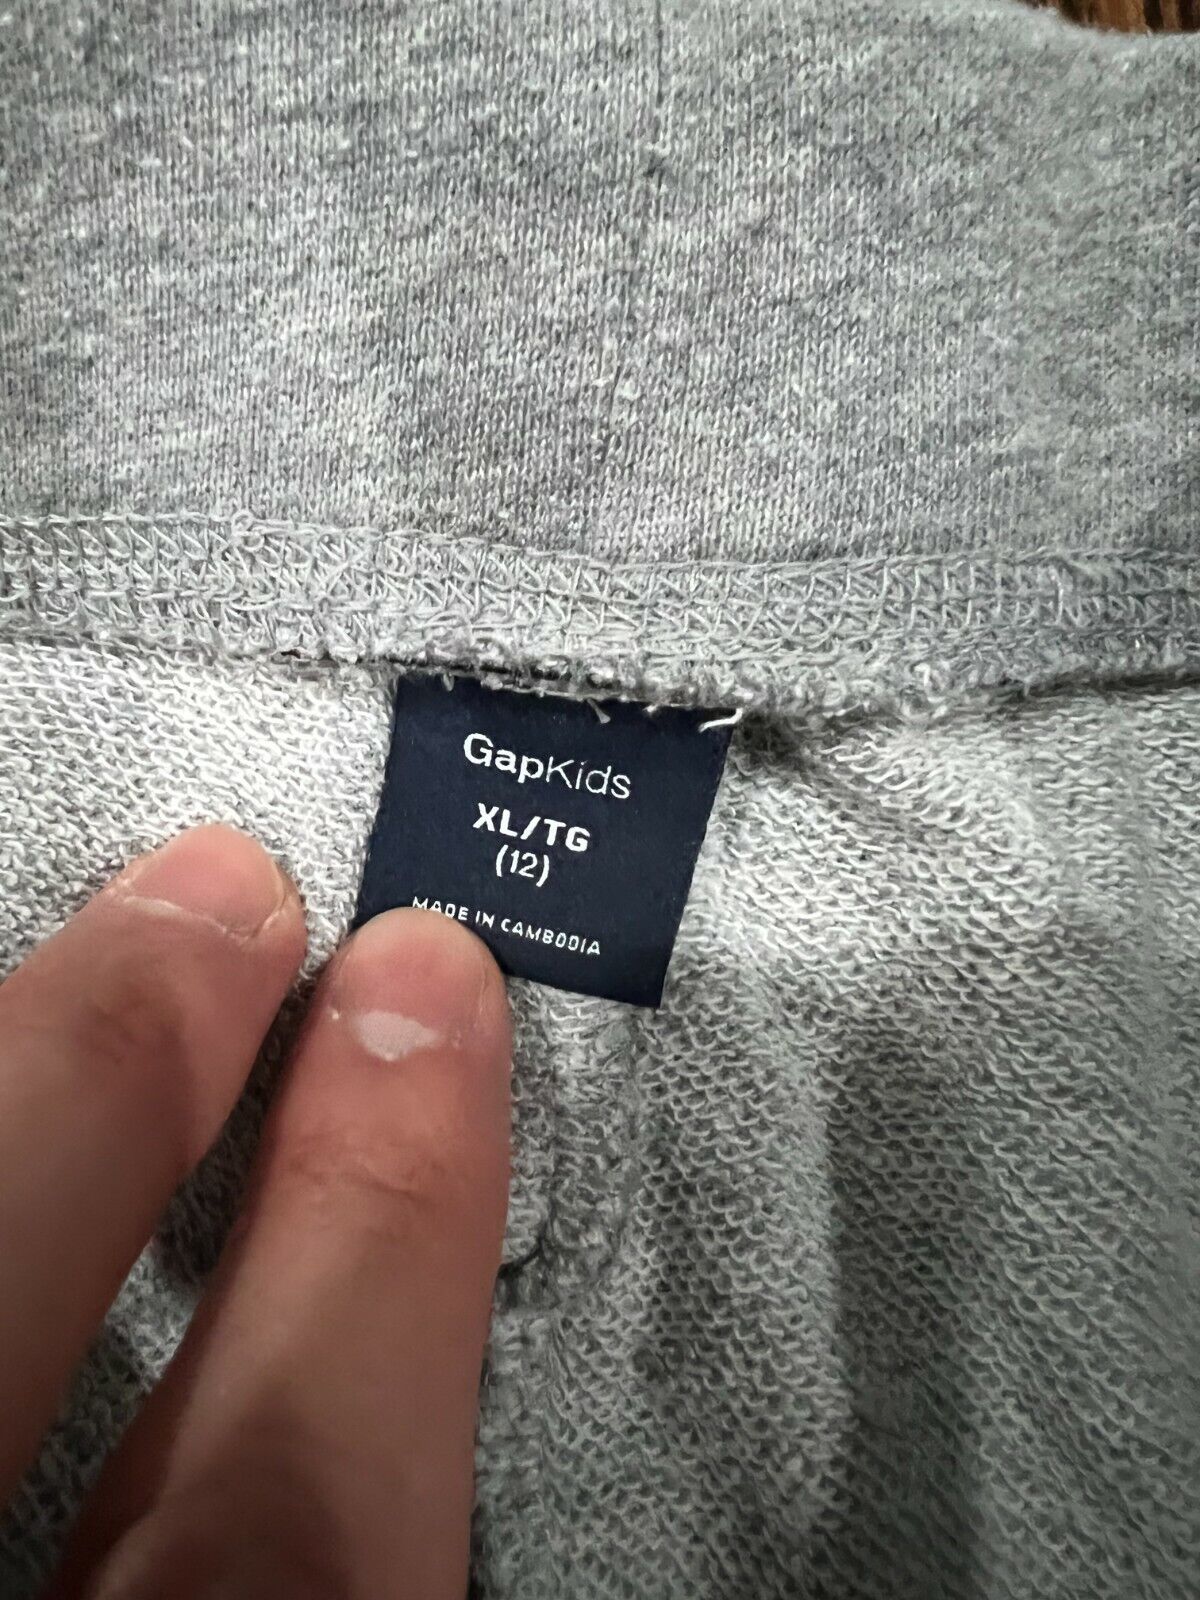 GapKids
XL/TG
(12)
MADE IN CAMBODIA